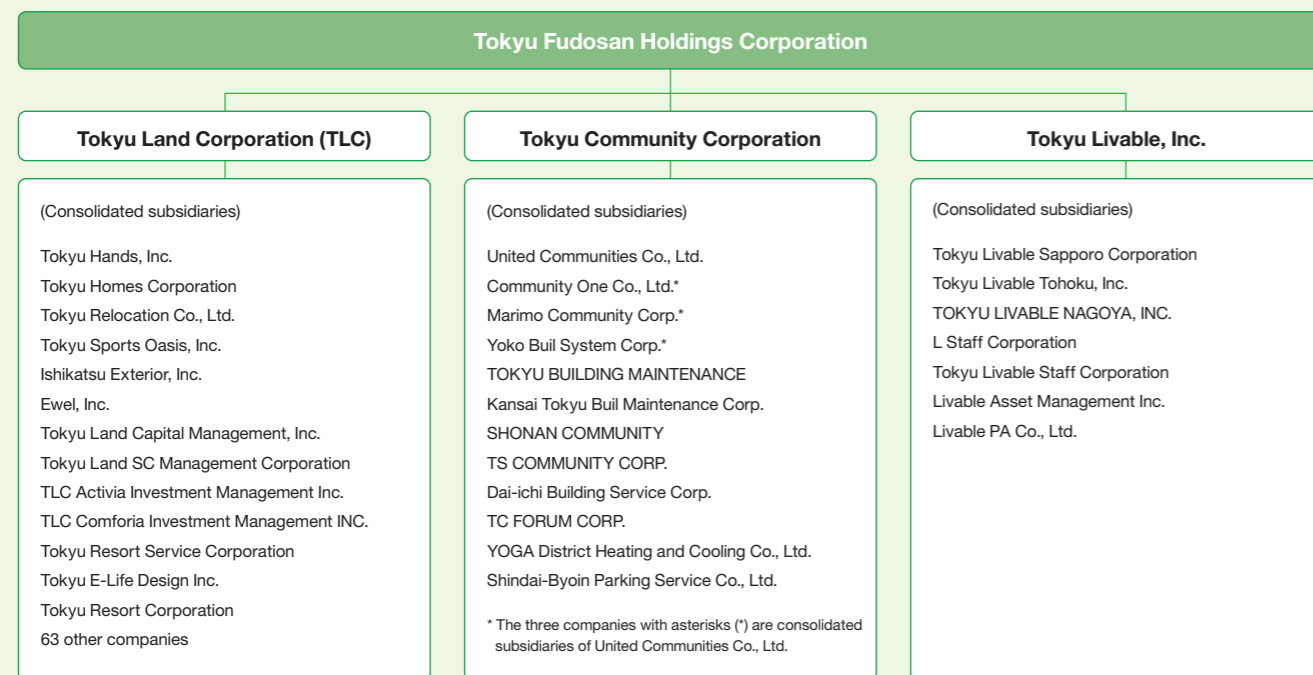 Tokyu Fudosan Holdings Corporation
Tokyu Land Corporation (TLC)
(Consolidated subsidiaries)
Tokyu Hands, Inc.
Tokyu Homes Corporation
Tokyu Relocation Co., Ltd.
Tokyu Sports Oasis, Inc.
Ishikatsu Exterior, Inc.
Ewel, Inc.
Tokyu Land Capital Management, Inc.
Tokyu Land SC Management Corporation
TLC Activia Investment Management Inc.
TLC Comforia Investment Management INC.
Tokyu Resort Service Corporation
Tokyu E-Life Design Inc.
Tokyu Resort Corporation
63 other companies
Tokyu Community Corporation
(Consolidated subsidiaries)
United Communities Co., Ltd.
Community One Co., Ltd.*
Marimo Community Corp.*
Yoko Buil System Corp.*
TOKYU BUILDING MAINTENANCE
Kansai Tokyu Buil Maintenance Corp.
SHONAN COMMUNITY
TS COMMUNITY CORP.
Dai-ichi Building Service Corp.
TC FORUM CORP.
YOGA District Heating and Cooling Co., Ltd.
Shindai-Byoin Parking Service Co., Ltd.
* The three companies with asterisks (*) are consolidated
subsidiaries of United Communities Co., Ltd.
Tokyu Livable, Inc.
(Consolidated subsidiaries)
Tokyu Livable Sapporo Corporation
Tokyu Livable Tohoku, Inc.
TOKYU LIVABLE NAGOYA, INC.
L Staff Corporation
Tokyu Livable Staff Corporation
Livable Asset Management Inc.
Livable PA Co., Ltd.